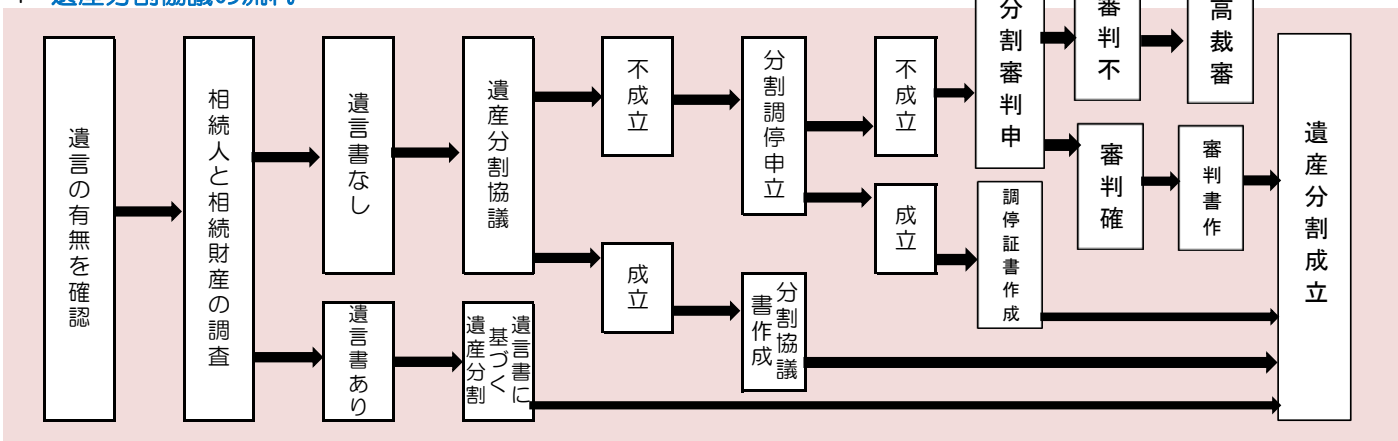 遺産分割協議の流れ
遺言の有無を確認
相続人と相続財産の調査
遺言書なし
遺言書あり
遺産分割協議
遺言書に
基づく
遺産分割
不成立
成立
分割調停申立
分割協議
書作成
不成立
成立
分割審判申
調停証書作成
審判不
審判確
高裁審
審判書作
遺産分割成立